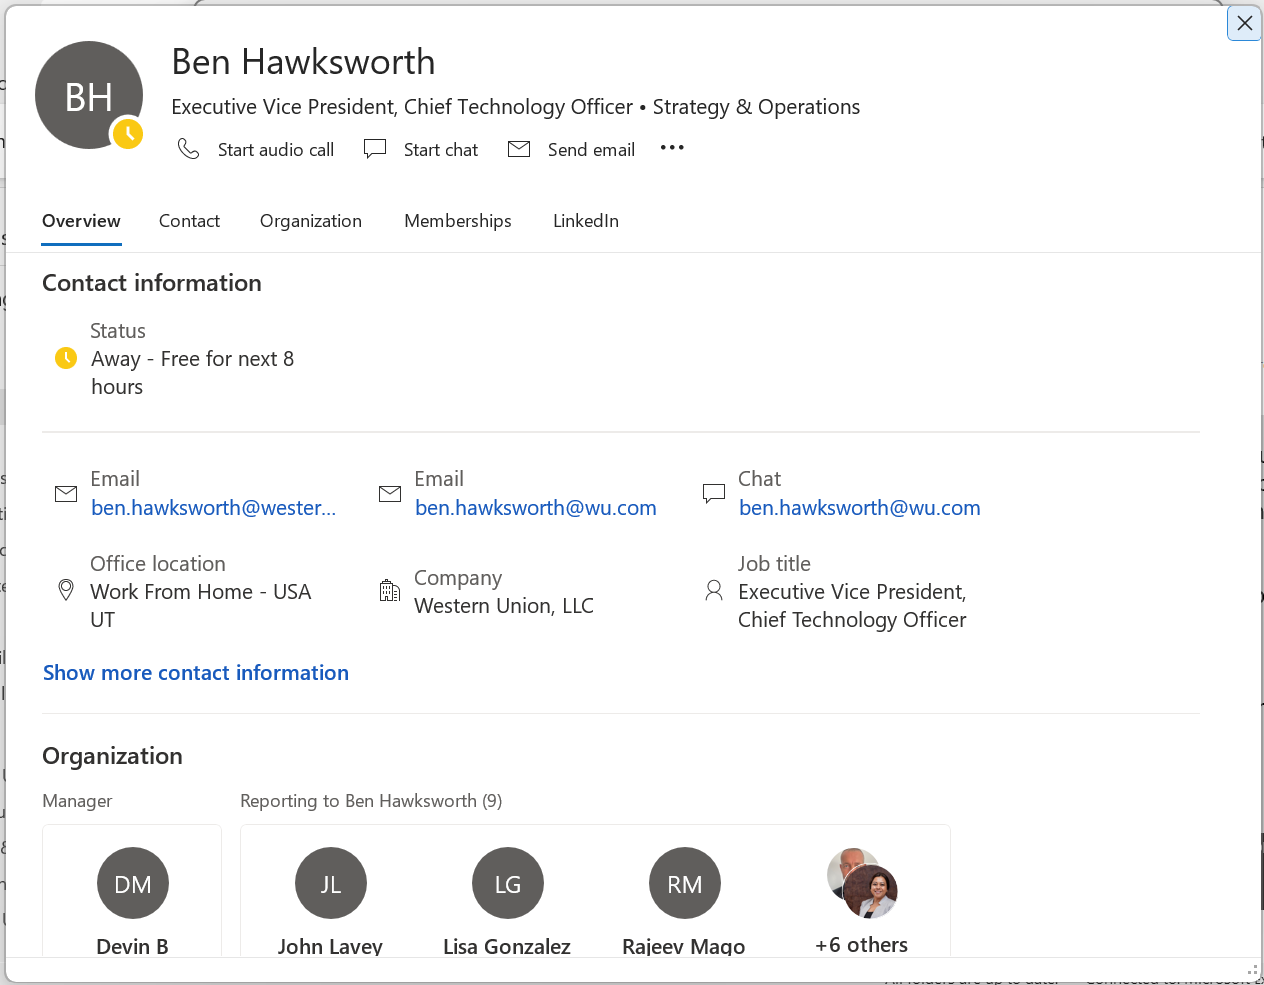 BH
Ben Hawksworth
Executive Vice President, Chief Technology Officer • Strategy & Operations
Start audio call Start chat Send email •••
Overview Contact Organization Memberships LinkedIn
Contact information
Status
Away - Free for next 8
hours
Email Email Chat
ben.hawksworth@wester... ben.hawksworth@wu.com ben.hawksworth@wu.com
Office location Company Job title
Work From Home - USA Western Union, LLC Executive Vice President,
UT Chief Technology Officer
Show more contact information
Organization
Manager Reporting to Ben Hawksworth (9)
DM JL LG RM
Devin B John Lavey Lisa Gonzalez Rajeev Mago +6 others